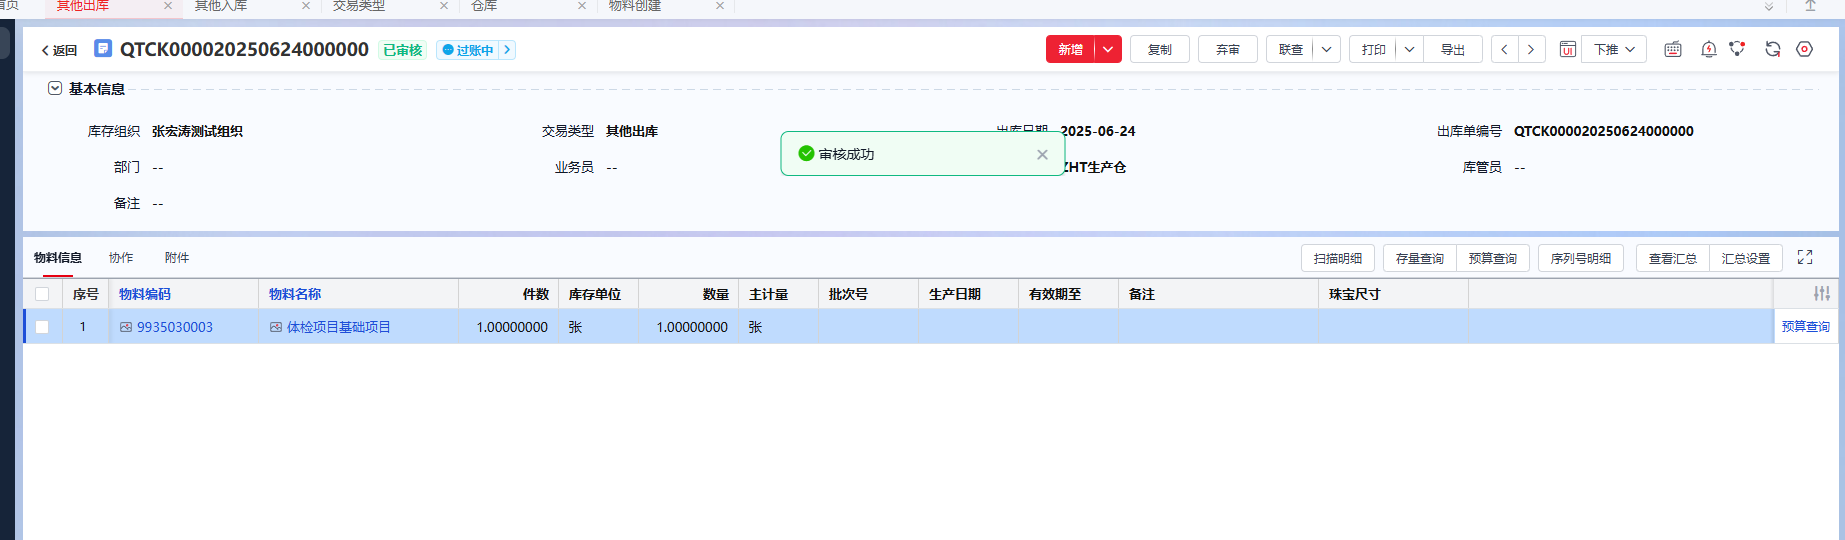 首页 其他出库 其他入库 交易类型 仓库 物料创建
返回 QTCK000020250624000000 已审核 过账中 新增 复制 弃审 联查 打印 导出 UI 下推
基本信息
库存组织 张宏涛测试组织 交易类型 其他出库 出库日期 2025-06-24 出库单编号 QTCK000020250624000000
审核成功
部门 -- 业务员 -- ZHT生产仓 库管员 --
备注 --
物料信息 协作 附件 扫描明细 存量查询 预算查询 序列号明细 查看汇总 汇总设置
序号 物料编码 物料名称 件数 库存单位 数量 主计量 批次号 生产日期 有效期至 备注 珠宝尺寸
1 9935030003 体检项目基础项目 1.00000000 张 1.00000000 张 预算查询